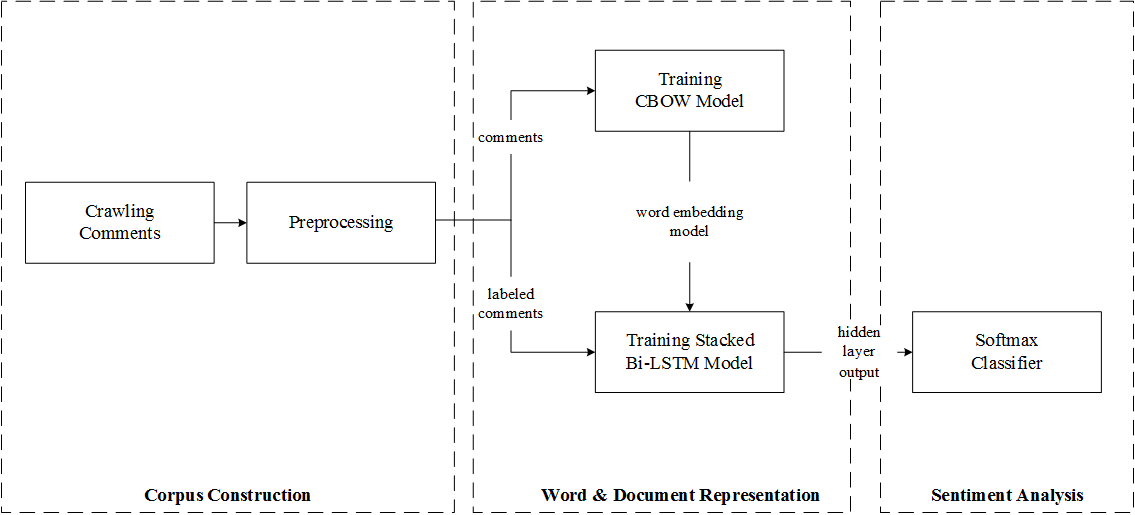 Crawling
Comments
Preprocessing
comments
labeled
comments
Training
CBOW Model
word embedding
model
Training Stacked
Bi-LSTM Model
hidden
layer
output
Softmax
Classifier
Corpus Construction
Word & Document Representation
Sentiment Analysis